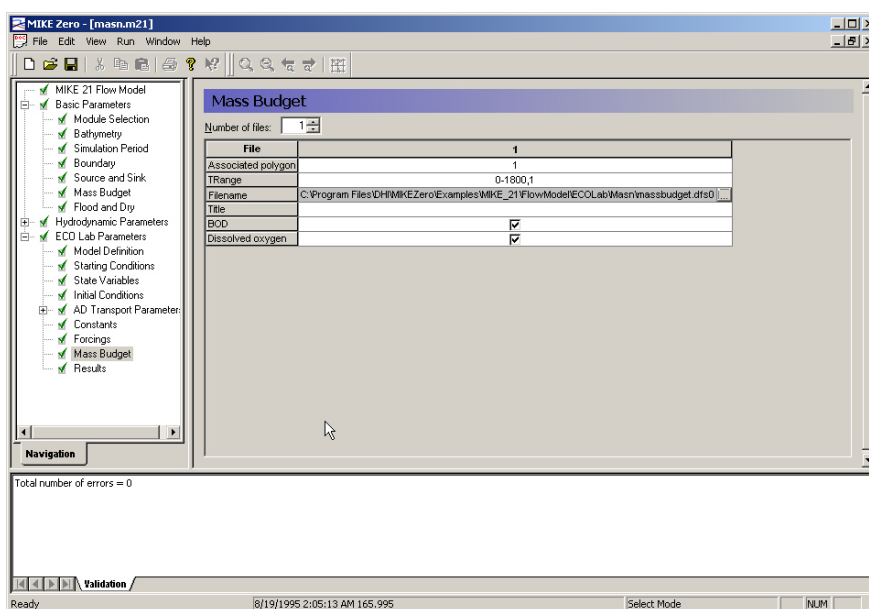 MIKE Zero - [masn.m21]
File Edit View Run Window Help
MIKE 21 Flow Model
Basic Parameters
Module Selection
Bathymetry
Simulation Period
Boundary
Source and Sink
Mass Budget
Flood and Dry
Hydrodynamic Parameters
ECO Lab Parameters
Model Definition
Starting Conditions
State Variables
Initial Conditions
AD Transport Parameter
Constants
Forcings
Mass Budget
Results
Navigation
Mass Budget
Number of files: 1
File 1
Associated polygon 1
TRange 0-1800,1
Filename C:\Program Files\DHI\MIKEZero\Examples\MIKE_21\FlowModel\ECOLab\Masn\massbudget.dfs0 ...
Title
BOD
Dissolved oxygen
Total number of errors = 0
Validation
Ready 8/19/1995 2:05:13 AM 165.995 Select Mode NUM